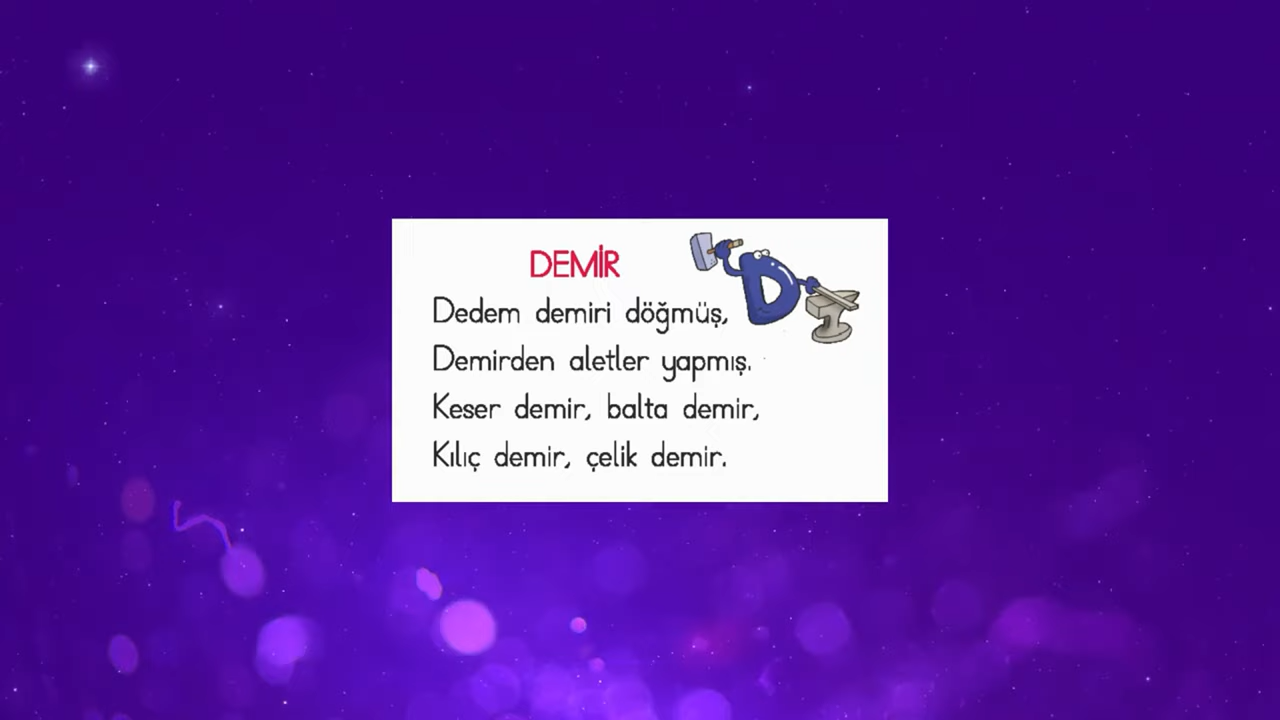 DEMİR
Dedem demiri döğmüş,
Demirden aletler yapmış.
Keser demir, balta demir,
Kılıç demir, çelik demir.